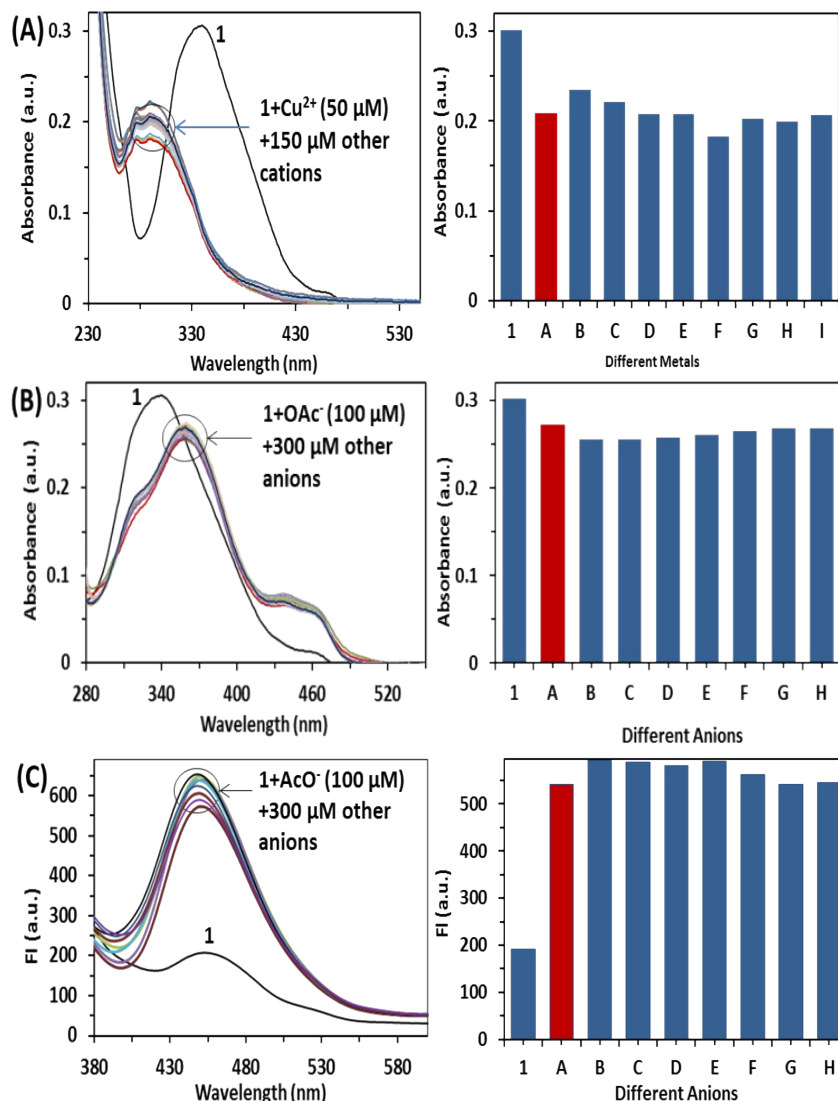 (A)
Absorbance (a.u.)
0.3
0.2
0.1
0
1
1+Cu²⁺ (50 µM)
+150 µM other
cations
230 330 430 530
Wavelength (nm)
Absorbance (a.u.)
0.3
0.2
0.1
0
1 A B C D E F G H I
Different Metals
(B)
Absorbance (a.u.)
0.3
0.2
0.1
0
1
1+OAc⁻ (100 µM)
+300 µM other
anions
280 340 400 460 520
Wavelength (nm)
Absorbance (a.u.)
0.3
0.2
0.1
0
1 A B C D E F G H
Different Anions
(C)
FI (a.u.)
600
500
400
300
200
100
0
1
1+AcO⁻ (100 µM)
+300 µM other
anions
380 430 480 530 580
Wavelength (nm)
FI (a.u.)
500
400
300
200
100
0
1 A B C D E F G H
Different Anions